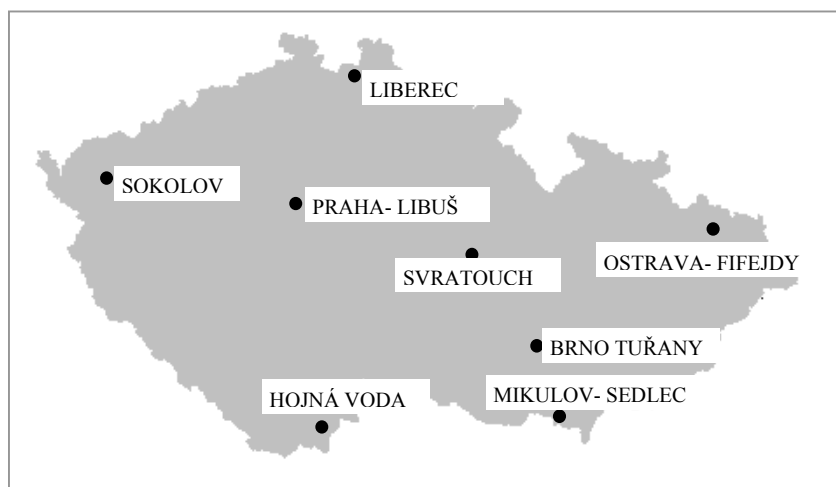 LIBEREC
SOKOLOV
PRAHA- LIBUŠ
OSTRAVA- FIFEJDY
SVRATOUCH
BRNO TUŘANY
MIKULOV- SEDLEC
HOJNÁ VODA